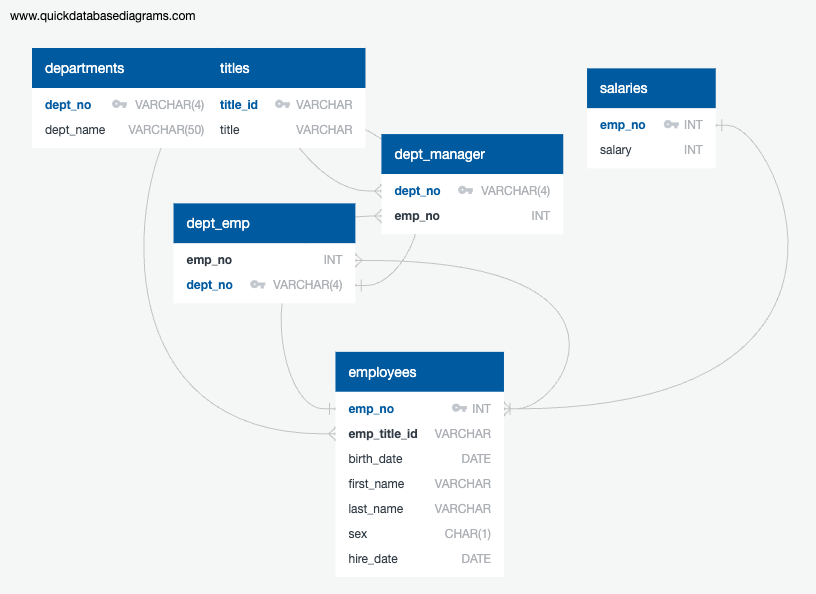 www.quickdatabasediagrams.com
departments
dept_no VARCHAR(4)
dept_name VARCHAR(50)
titles
title_id VARCHAR
title VARCHAR
salaries
emp_no INT
salary INT
dept_manager
dept_no VARCHAR(4)
emp_no INT
dept_emp
emp_no INT
dept_no VARCHAR(4)
employees
emp_no INT
emp_title_id VARCHAR
birth_date DATE
first_name VARCHAR
last_name VARCHAR
sex CHAR(1)
hire_date DATE